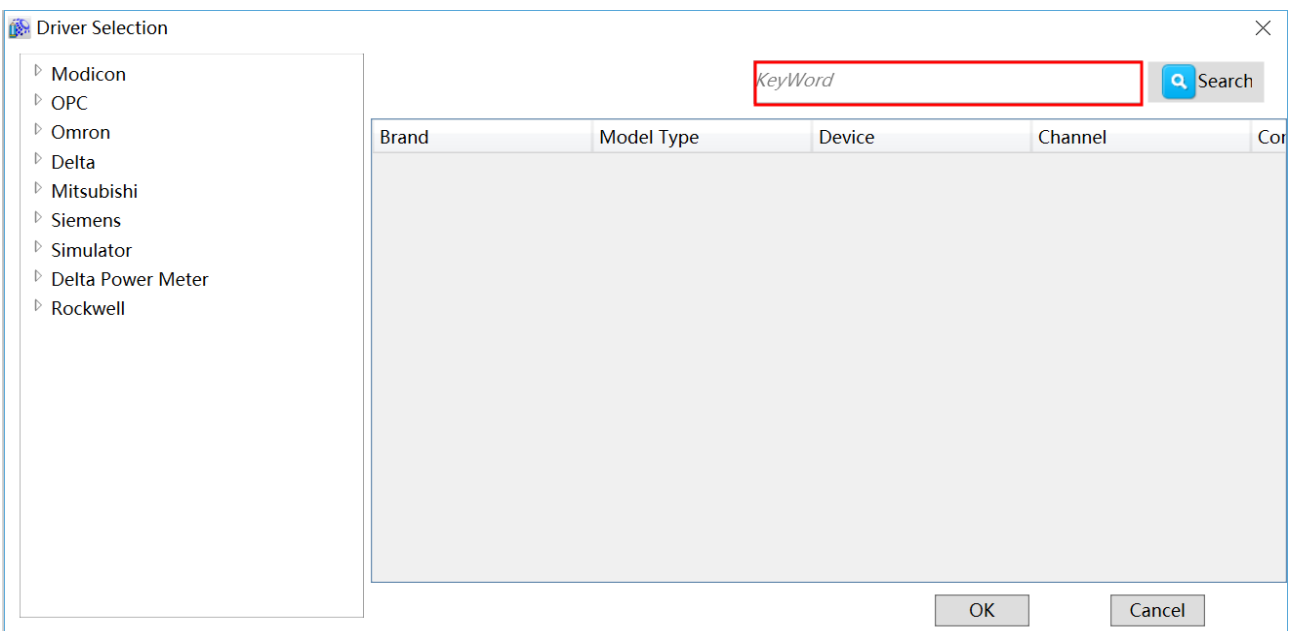 Driver Selection
Modicon
OPC
Omron
Delta
Mitsubishi
Siemens
Simulator
Delta Power Meter
Rockwell
KeyWord
Search
Brand Model Type Device Channel Cor
OK Cancel